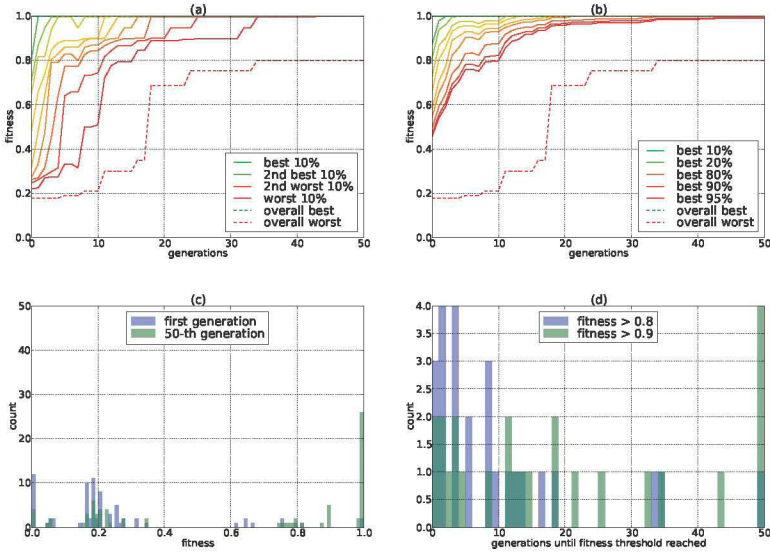 (a)
1.0
0.8
0.6
0.4
0.2
0.0
fitness
0 10 20 30 40 50
generations
best 10%
2nd best 10%
2nd worst 10%
worst 10%
overall best
overall worst
(b)
1.0
0.8
0.6
0.4
0.2
0.0
fitness
0 10 20 30 40 50
generations
best 10%
best 20%
best 80%
best 90%
best 95%
overall best
overall worst
(c)
50
40
30
20
10
0
count
0.0 0.2 0.4 0.6 0.8 1.0
fitness
first generation
50-th generation
(d)
4.0
3.5
3.0
2.5
2.0
1.5
1.0
0.5
0.0
count
0 10 20 30 40 50
generations until fitness threshold reached
fitness > 0.8
fitness > 0.9